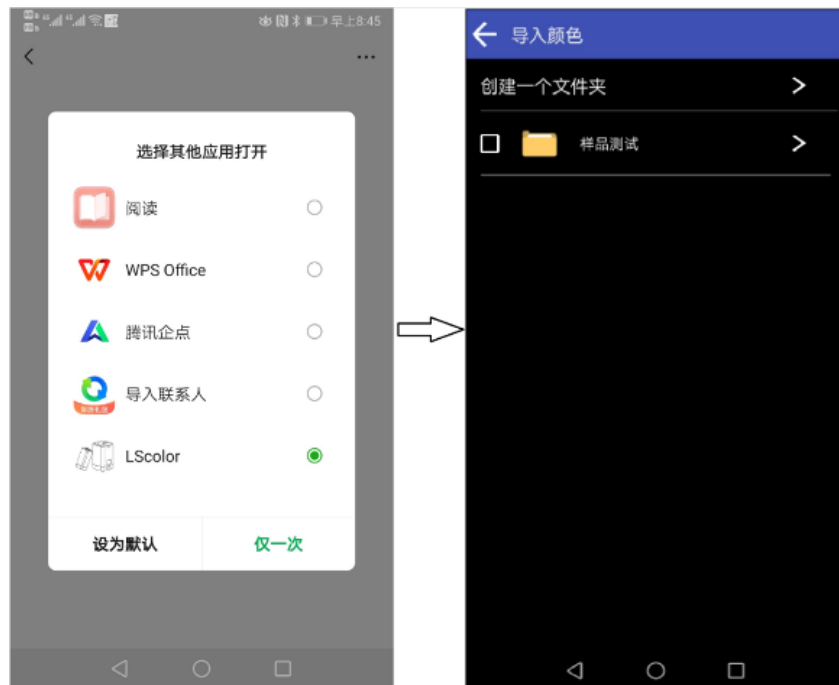 早上8:45
选择其他应用打开
阅读
WPS Office
腾讯企点
导入联系人
LScolor
设为默认
仅一次
导入颜色
创建一个文件夹
样品测试